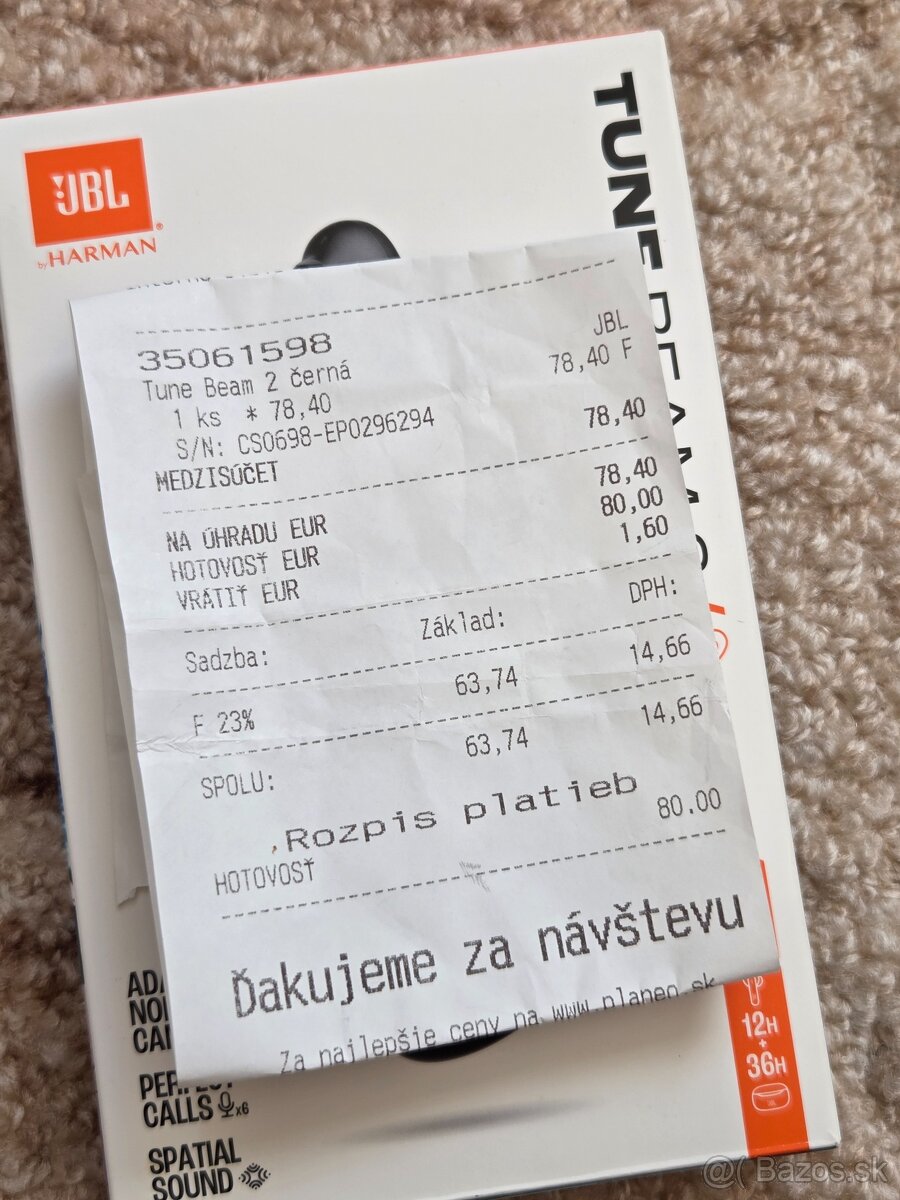 JBL
by HARMAN
TUNE BEAM
35061598
JBL
Tune Beam 2 černá
78,40 F
1 ks * 78,40
S/N: CS0698-EP0296294
MEDZISÚČET
78,40
NA ÚHRADU EUR
78,40
HOTOVOSŤ EUR
80,00
VRÁTIŤ EUR
1,60
Sadzba:
Základ:
DPH:
F 23%
63,74
14,66
SPOLU:
63,74
14,66
Rozpis platieb
HOTOVOSŤ
80.00
Ďakujeme za návštevu
Za najlepšie ceny na www.planeo.sk
PERFECT
CALLS x6
SPATIAL
SOUND
12H
+
36H
@( Bazos.sk